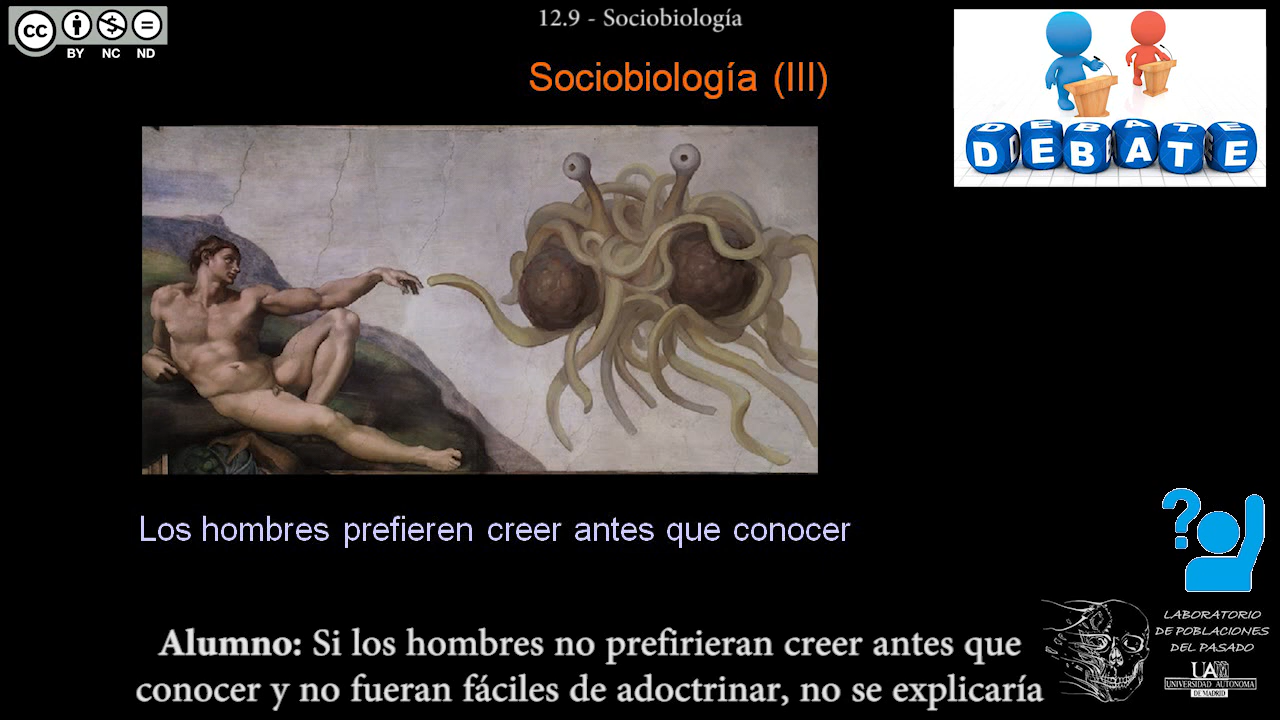 12.9 - Sociobiología
cc
BY NC ND
Sociobiología (III)
DEBATE
DEBATE
Los hombres prefieren creer antes que conocer
Alumno: Si los hombres no prefirieran creer antes que
conocer y no fueran fáciles de adoctrinar, no se explicaría
LABORATORIO
DE POBLACIONES
DEL PASADO
UAM
UNIVERSIDAD AUTONOMA
DE MADRID